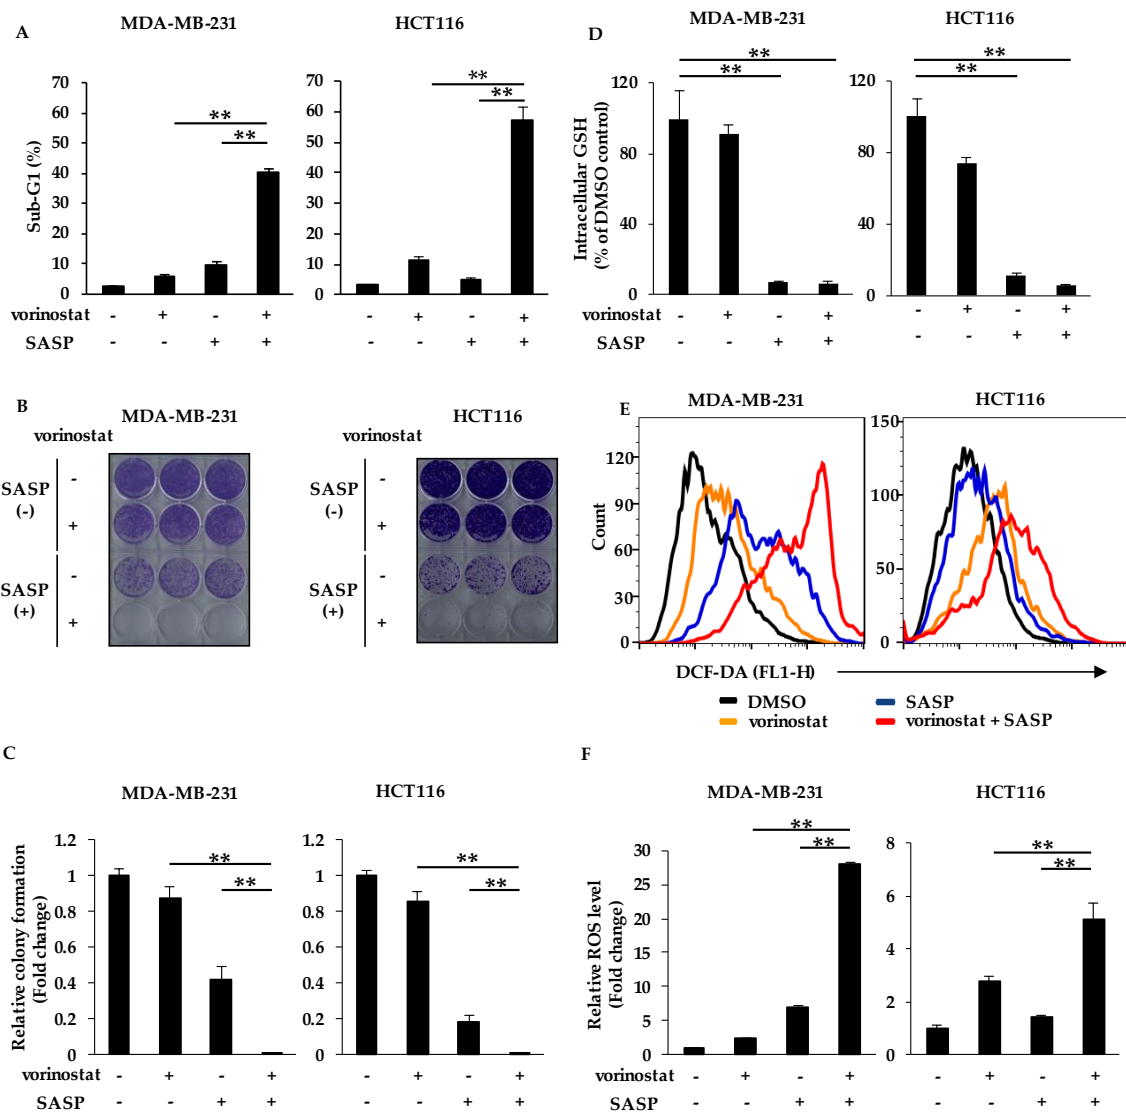 A
MDA-MB-231
HCT116
Sub-G1 (%)
70
60
50
40
30
20
10
0
**
**
70
60
50
40
30
20
10
0
**
**
vorinostat - + - + - + - +
SASP - - + + - - + +
D
MDA-MB-231
HCT116
Intracellular GSH
(% of DMSO control)
120
80
40
0
**
**
120
80
40
0
**
**
vorinostat - + - + - + - +
SASP - - + + - - + +
B
MDA-MB-231
HCT116
vorinostat
SASP
(-)
-
+
SASP
(+)
-
+
vorinostat
SASP
(-)
-
+
SASP
(+)
-
+
E
MDA-MB-231
HCT116
Count
120
90
60
30
0
150
100
50
0
DCF-DA (FL1-H)
DMSO
SASP
vorinostat
vorinostat + SASP
C
MDA-MB-231
HCT116
Relative colony formation
(Fold change)
1.2
1
0.8
0.6
0.4
0.2
0
**
**
1.2
1
0.8
0.6
0.4
0.2
0
**
**
vorinostat - + - + - + - +
SASP - - + + - - + +
F
MDA-MB-231
HCT116
Relative ROS level
(Fold change)
30
25
20
15
10
5
0
**
**
8
6
4
2
0
**
**
vorinostat - + - + - + - +
SASP - - + + - - + +